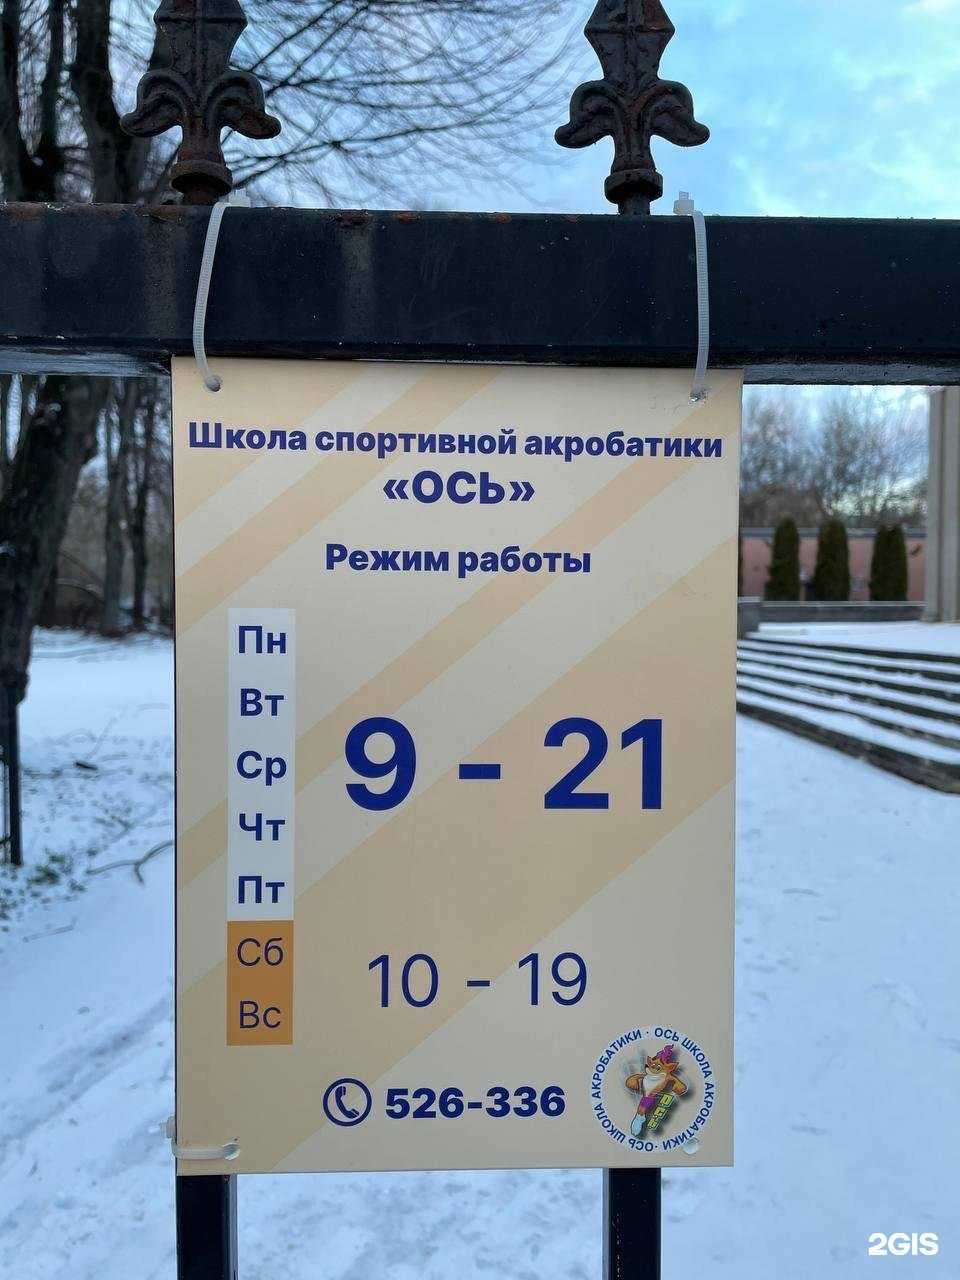 Школа спортивной акробатики
«ОСЬ»
Режим работы
Пн
Вт
Ср
Чт
Пт
9 - 21
Сб
Вс
10 - 19
526-336
ОСЬ ШКОЛА АКРОБАТИКИ · ОСЬ ШКОЛА АКРОБАТИКИ ·
2GIS